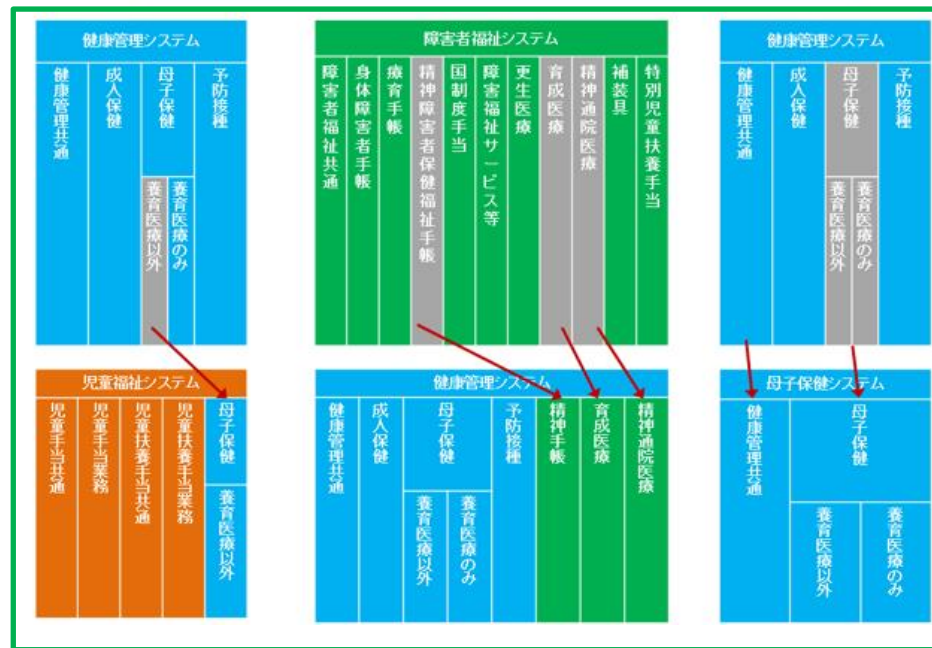 健康管理システム
健康管理共通
成人保健
母子保健
養育医療以外
養育医療のみ
予防接種
障害者福祉システム
障害者福祉共通
身体障害者手帳
療育手帳
精神障害者保健福祉手帳
国制度手当
障害福祉サービス等
更生医療
育成医療
精神通院医療
補装具
特別児童扶養手当
健康管理システム
健康管理共通
成人保健
母子保健
養育医療以外
養育医療のみ
予防接種
児童福祉システム
児童手当共通
児童手当業務
児童扶養手当共通
児童扶養手当業務
母子保健
養育医療以外
健康管理システム
健康管理共通
成人保健
母子保健
養育医療以外
養育医療のみ
予防接種
精神手帳
育成医療
精神通院医療
母子保健システム
健康管理共通
母子保健
養育医療以外
養育医療のみ